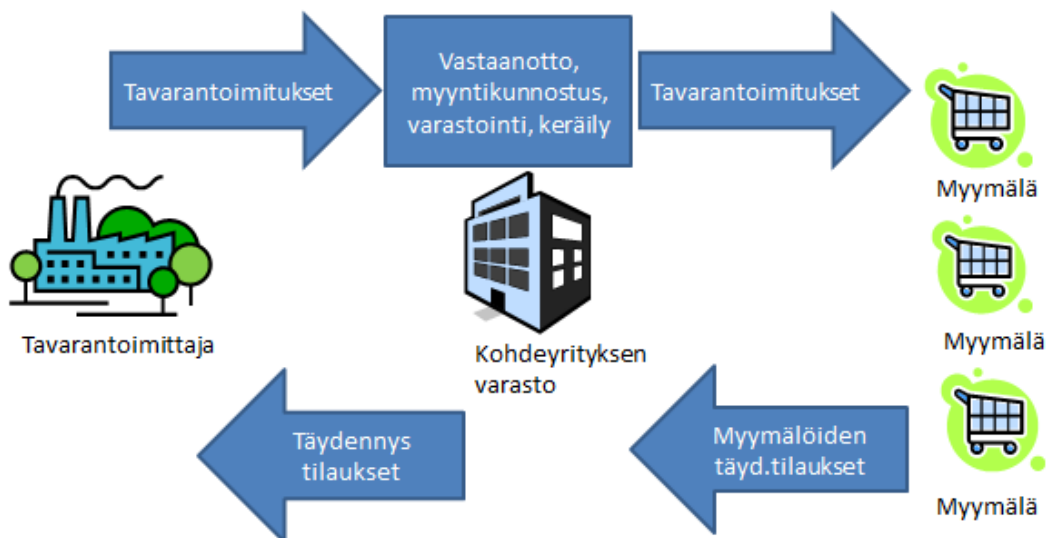 Tavarantoimitukset
Vastaanotto,
myyntikunnostus,
varastointi, keräily
Tavarantoimitukset
Myymälä
Myymälä
Tavarantoimittaja
Kohdeyrityksen
varasto
Täydennys
tilaukset
Myymälöiden
täyd.tilaukset
Myymälä